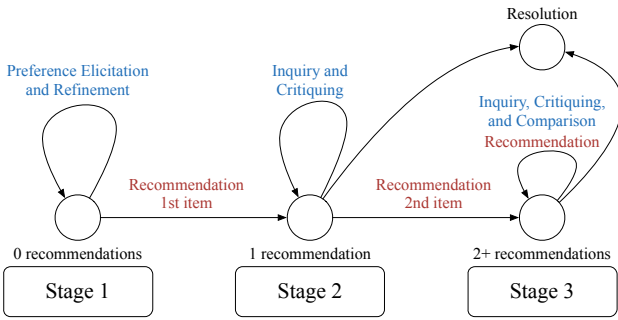 Resolution
Preference Elicitation
and Refinement
Inquiry and
Critiquing
Inquiry, Critiquing,
and Comparison
Recommendation
Recommendation
1st item
Recommendation
2nd item
0 recommendations
1 recommendation
2+ recommendations
Stage 1
Stage 2
Stage 3